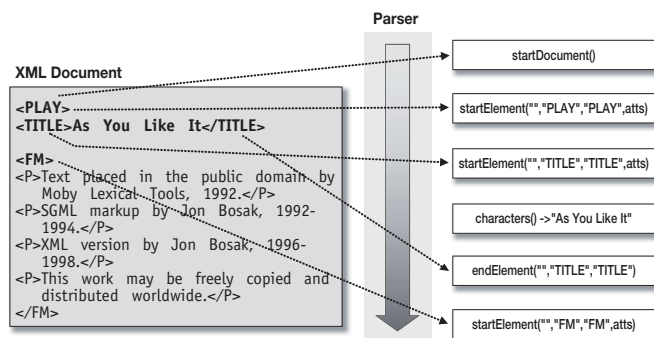 Parser
XML Document
<PLAY>
<TITLE>As You Like It</TITLE>
<FM>
<P>Text placed in the public domain by
Moby Lexical Tools, 1992.</P>
<P>SGML markup by Jon Bosak, 1992-
1994.</P>
<P>XML version by Jon Bosak, 1996-
1998.</P>
<P>This work may be freely copied and
distributed worldwide.</P>
</FM>
startDocument()
startElement("","PLAY","PLAY",atts)
startElement("","TITLE","TITLE",atts)
characters() ->"As You Like It"
endElement("","TITLE","TITLE")
startElement("","FM","FM",atts)